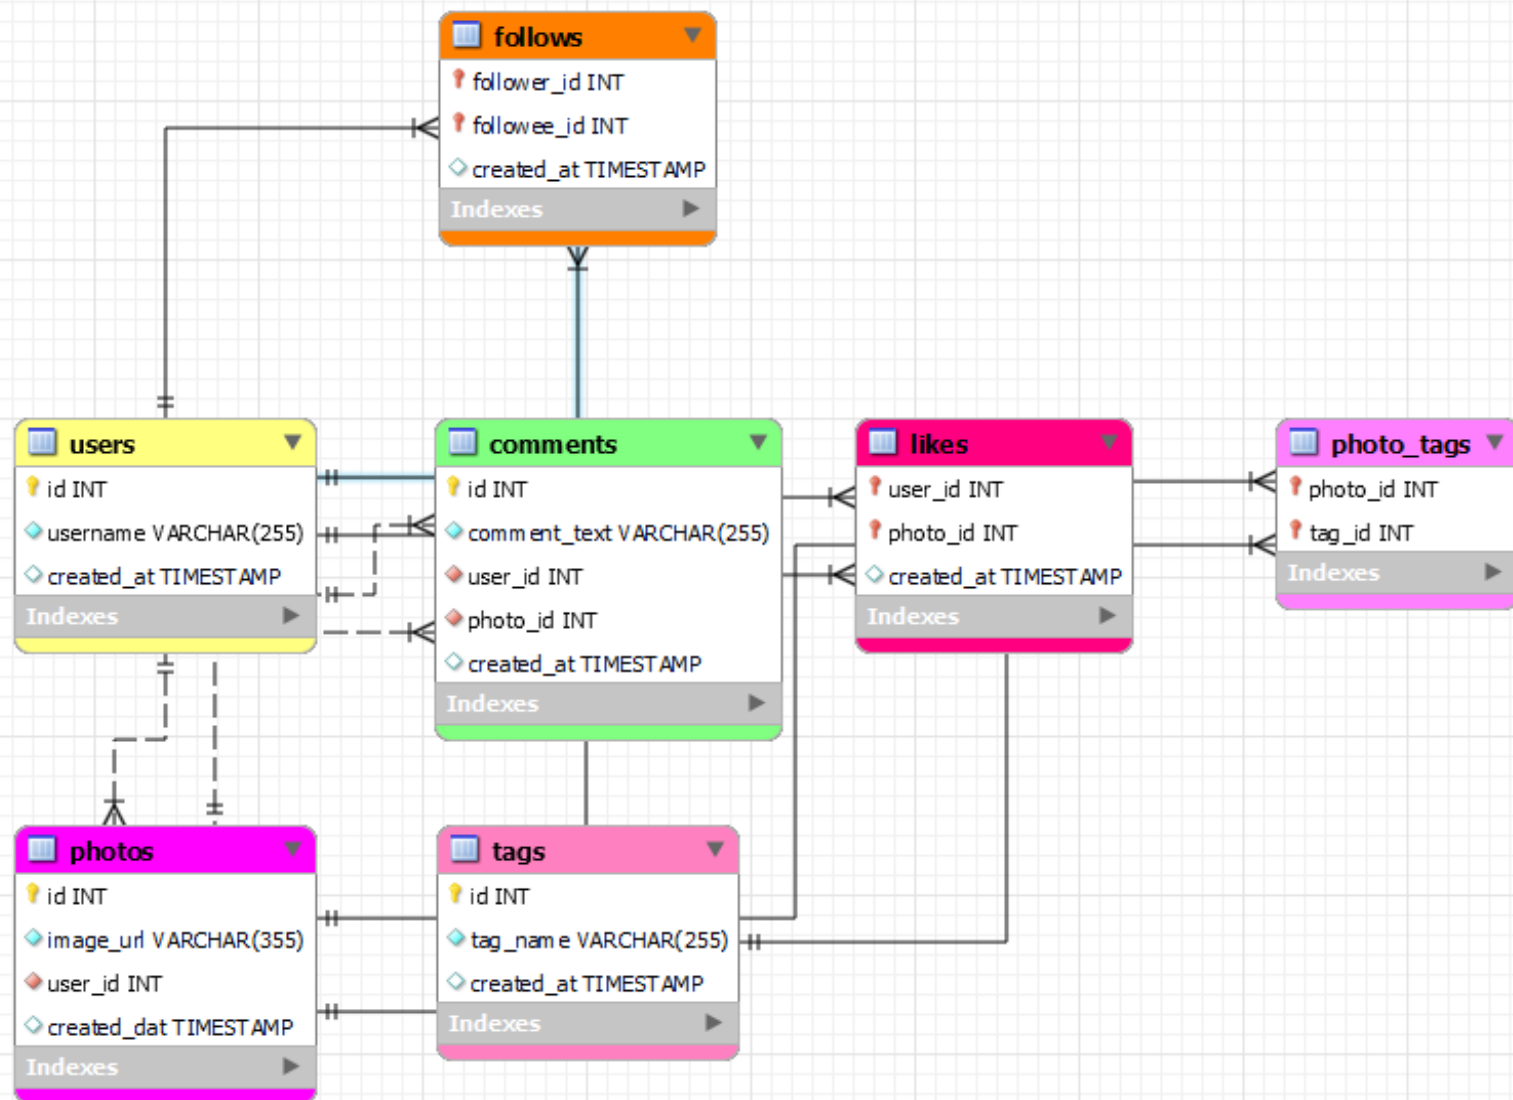 follows
follower_id INT
followee_id INT
created_at TIMESTAMP
Indexes
users
id INT
username VARCHAR(255)
created_at TIMESTAMP
Indexes
comments
id INT
comment_text VARCHAR(255)
user_id INT
photo_id INT
created_at TIMESTAMP
Indexes
likes
user_id INT
photo_id INT
created_at TIMESTAMP
Indexes
photo_tags
photo_id INT
tag_id INT
Indexes
photos
id INT
image_url VARCHAR(355)
user_id INT
created_dat TIMESTAMP
Indexes
tags
id INT
tag_name VARCHAR(255)
created_at TIMESTAMP
Indexes